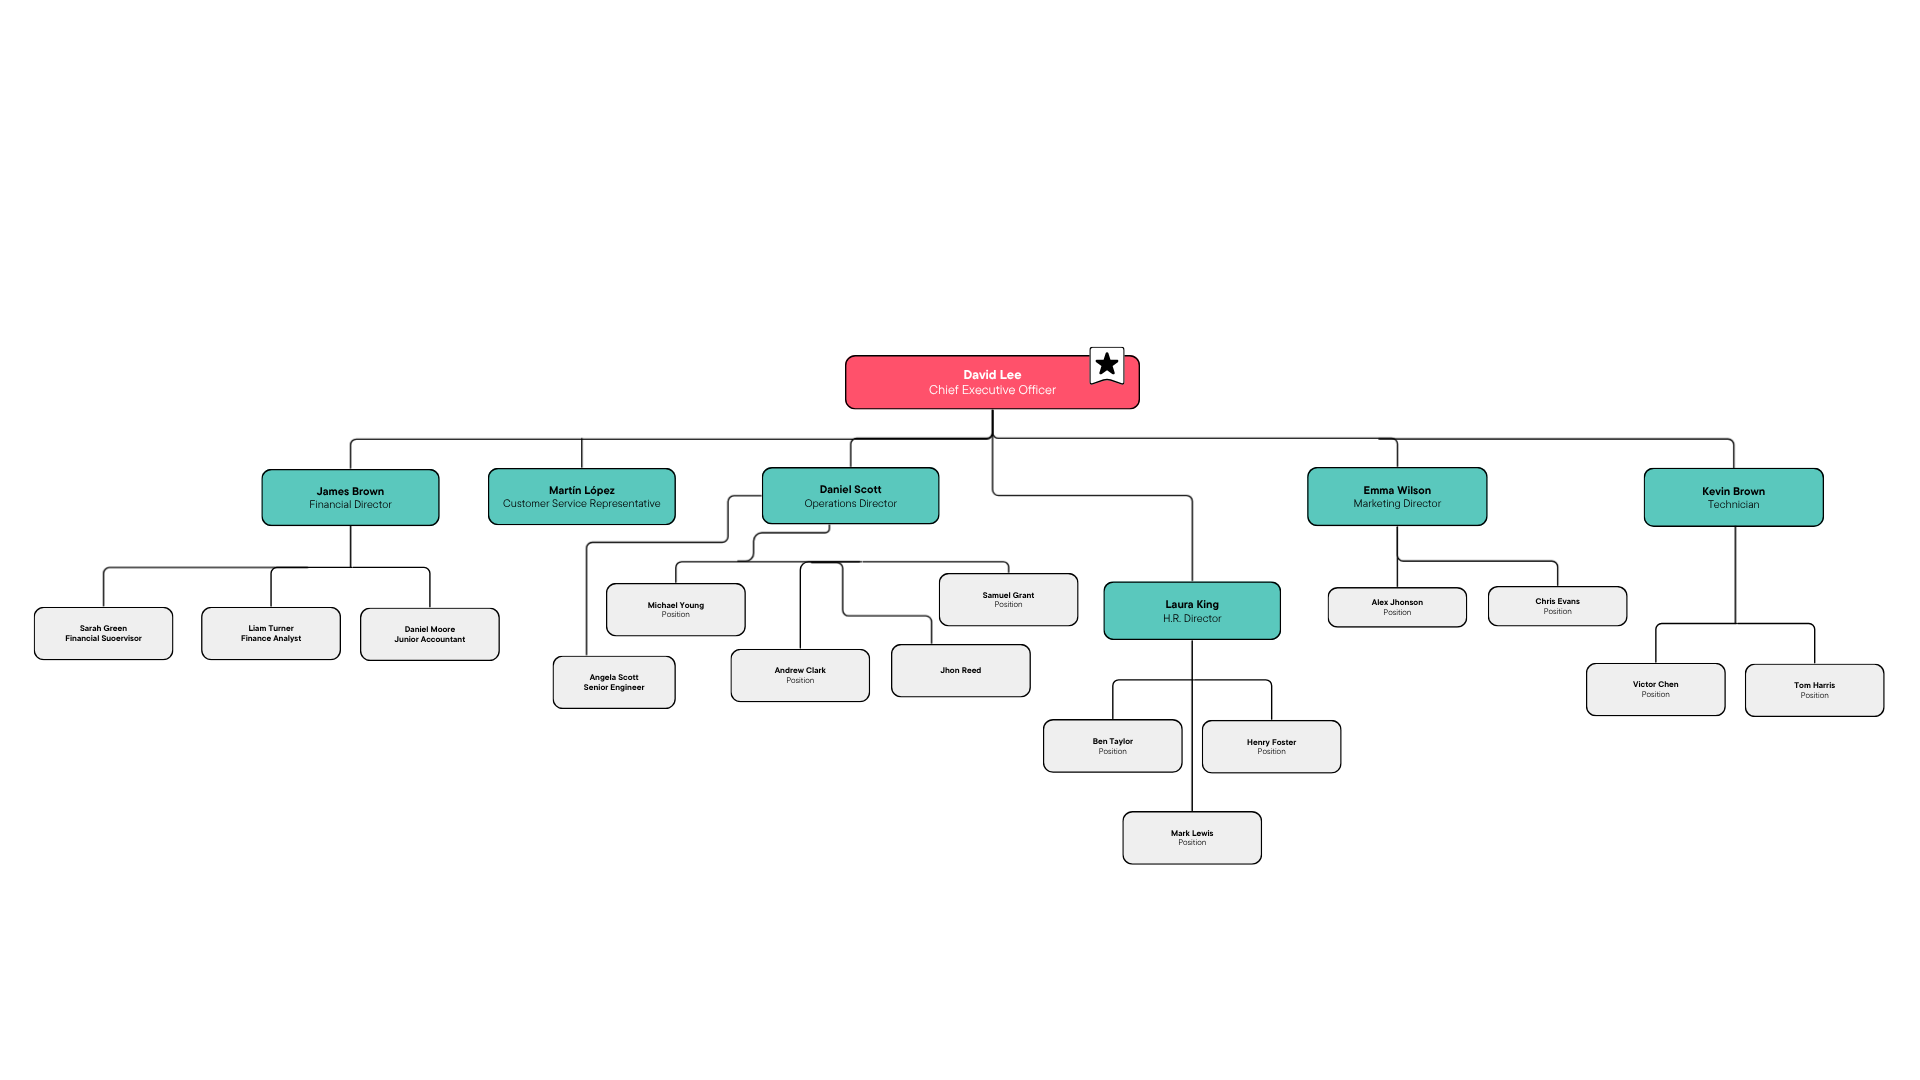 David Lee
Chief Executive Officer
James Brown
Financial Director
Martín López
Customer Service Representative
Daniel Scott
Operations Director
Emma Wilson
Marketing Director
Kevin Brown
Technician
Laura King
H.R. Director
Sarah Green
Financial Suoervisor
Liam Turner
Finance Analyst
Daniel Moore
Junior Accountant
Michael Young
Position
Samuel Grant
Position
Alex Jhonson
Position
Chris Evans
Position
Angela Scott
Senior Engineer
Andrew Clark
Position
Jhon Reed
Victor Chen
Position
Tom Harris
Position
Ben Taylor
Position
Henry Foster
Position
Mark Lewis
Position